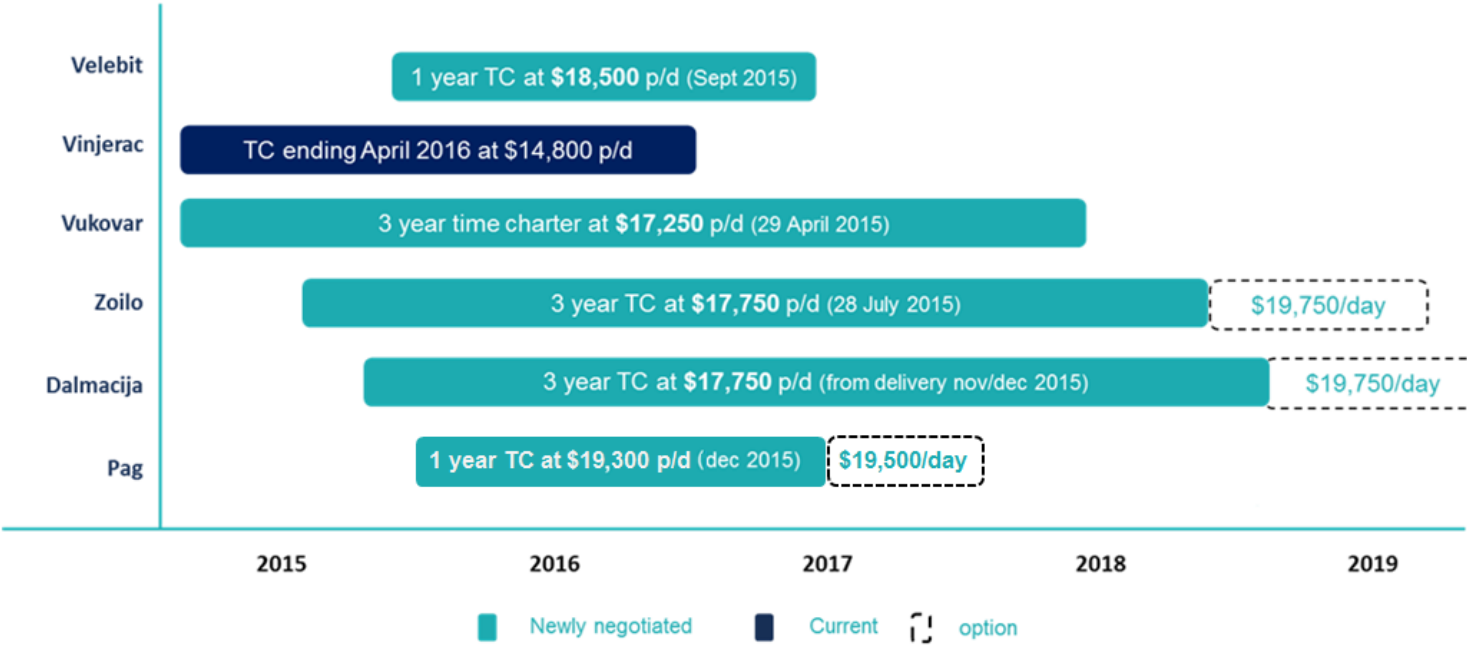 Velebit
1 year TC at $18,500 p/d (Sept 2015)
Vinjerac
TC ending April 2016 at $14,800 p/d
Vukovar
3 year time charter at $17,250 p/d (29 April 2015)
Zoilo
3 year TC at $17,750 p/d (28 July 2015)
$19,750/day
Dalmacija
3 year TC at $17,750 p/d (from delivery nov/dec 2015)
$19,750/day
Pag
1 year TC at $19,300 p/d (dec 2015)
$19,500/day
2015 2016 2017 2018 2019
Newly negotiated Current option